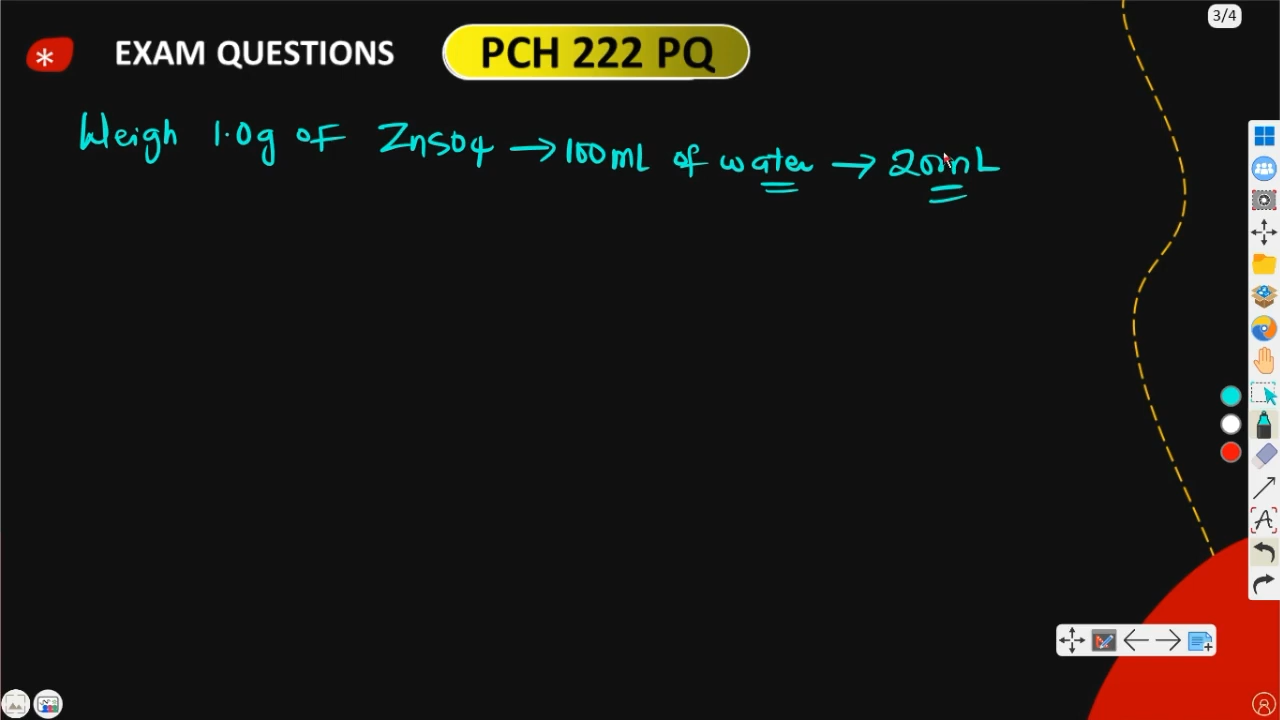 3/4
* EXAM QUESTIONS
PCH 222 PQ
Weigh 1.0g of ZnSO4 → 100mL of water → 20mL